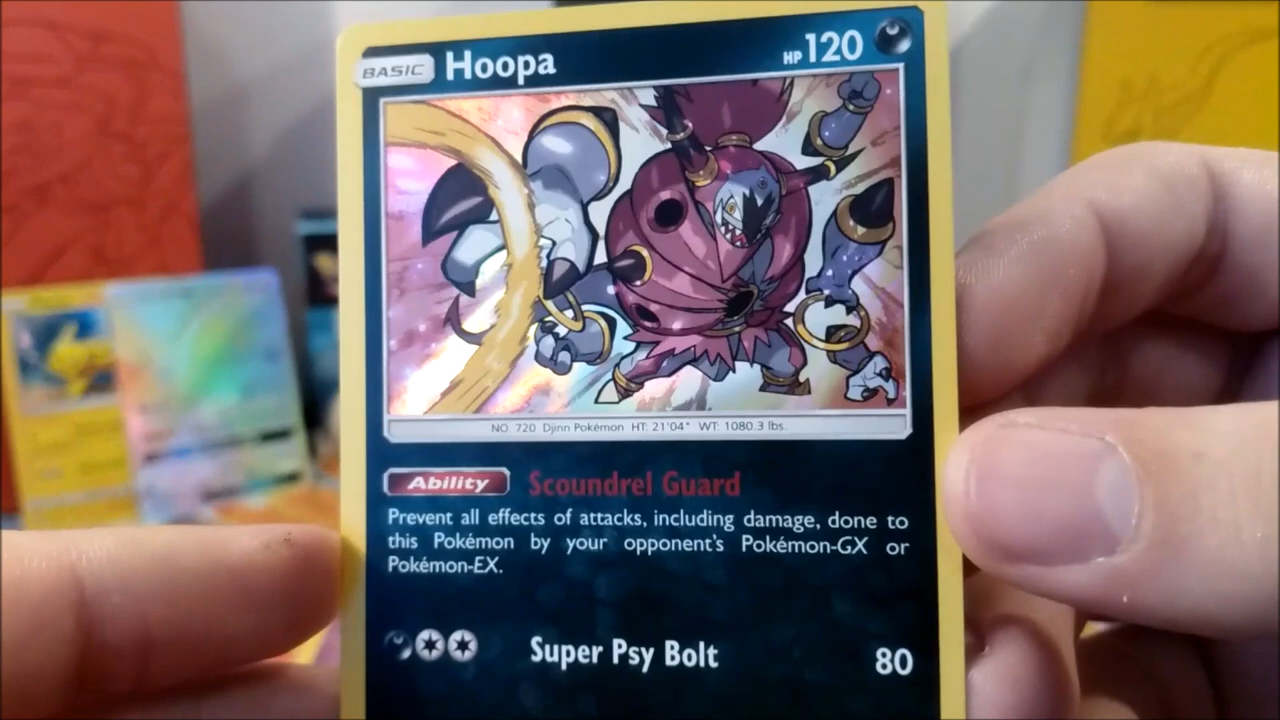 BASIC Hoopa HP 120
NO. 720 Djinn Pokémon HT: 21'04" WT: 1080.3 lbs.
Ability Scoundrel Guard
Prevent all effects of attacks, including damage, done to
this Pokémon by your opponent's Pokémon-GX or
Pokémon-EX.
Super Psy Bolt 80